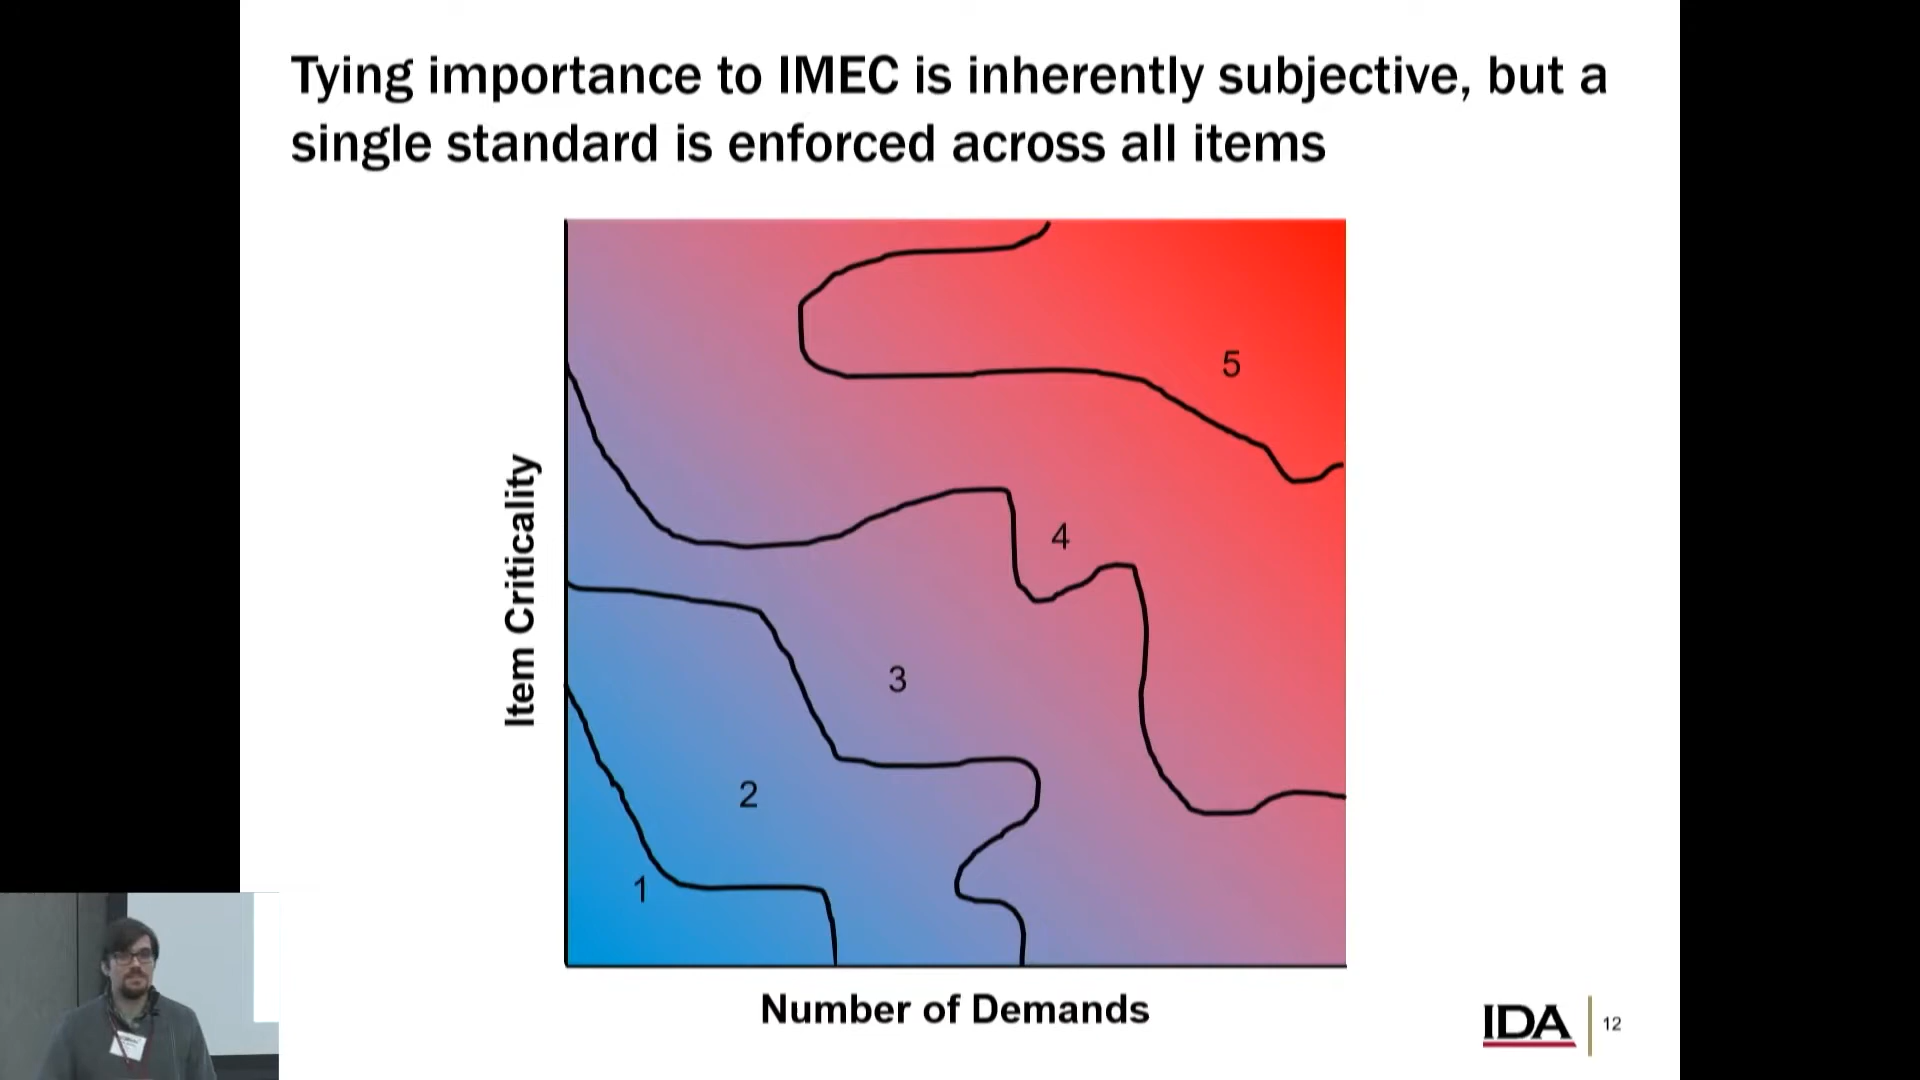 Tying importance to IMEC is inherently subjective, but a
single standard is enforced across all items
5
4
3
2
1
Item Criticality
Number of Demands
IDA
12